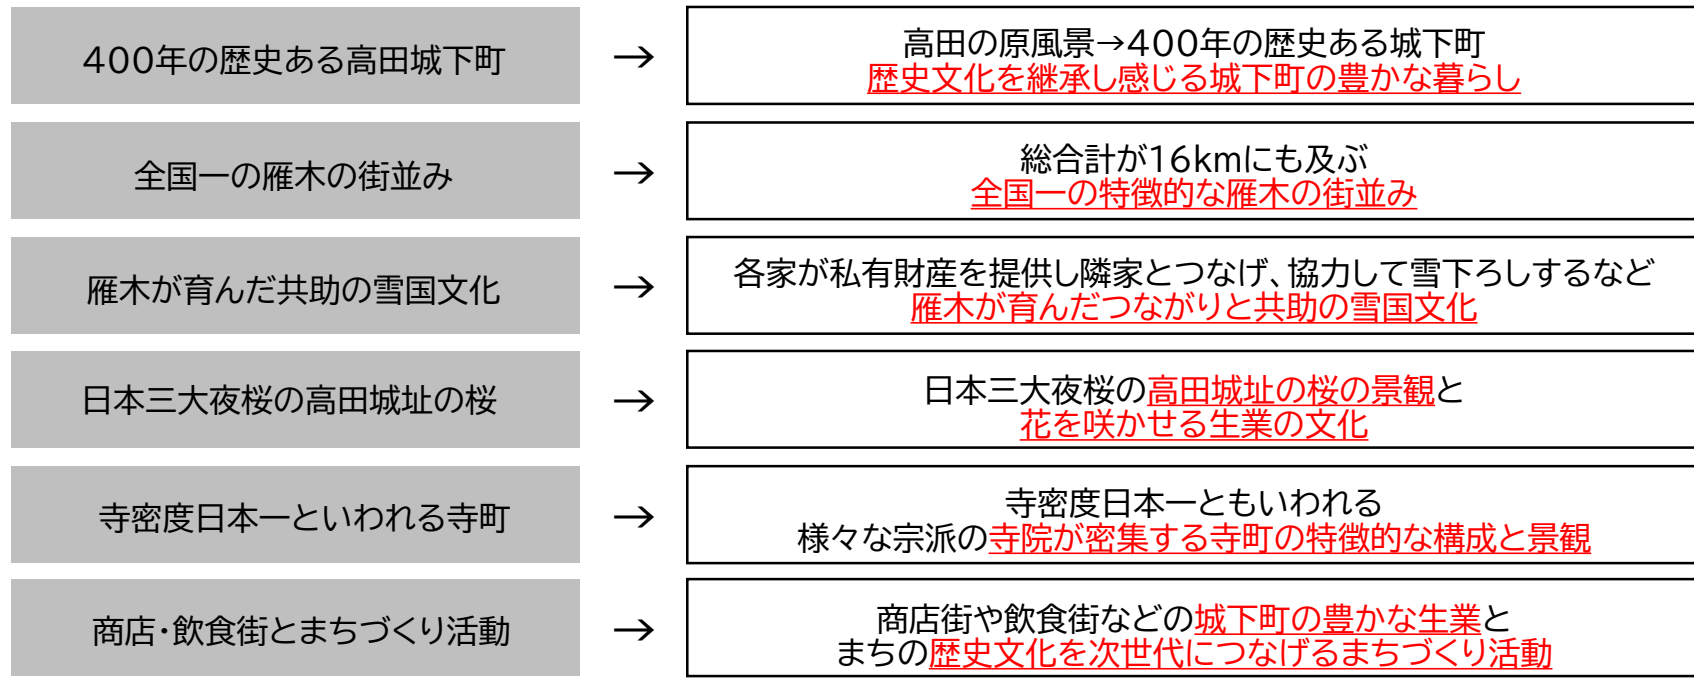 400年の歴史ある高田城下町
→
高田の原風景→400年の歴史ある城下町
歴史文化を継承し感じる城下町の豊かな暮らし
全国一の雁木の街並み
→
総合計が16kmにも及ぶ
全国一の特徴的な雁木の街並み
雁木が育んだ共助の雪国文化
→
各家が私有財産を提供し隣家とつなげ、協力して雪下ろしするなど
雁木が育んだつながりと共助の雪国文化
日本三大夜桜の高田城址の桜
→
日本三大夜桜の高田城址の桜の景観と
花を咲かせる生業の文化
寺密度日本一といわれる寺町
→
寺密度日本一ともいわれる
様々な宗派の寺院が密集する寺町の特徴的な構成と景観
商店・飲食街とまちづくり活動
→
商店街や飲食街などの城下町の豊かな生業と
まちの歴史文化を次世代につなげるまちづくり活動